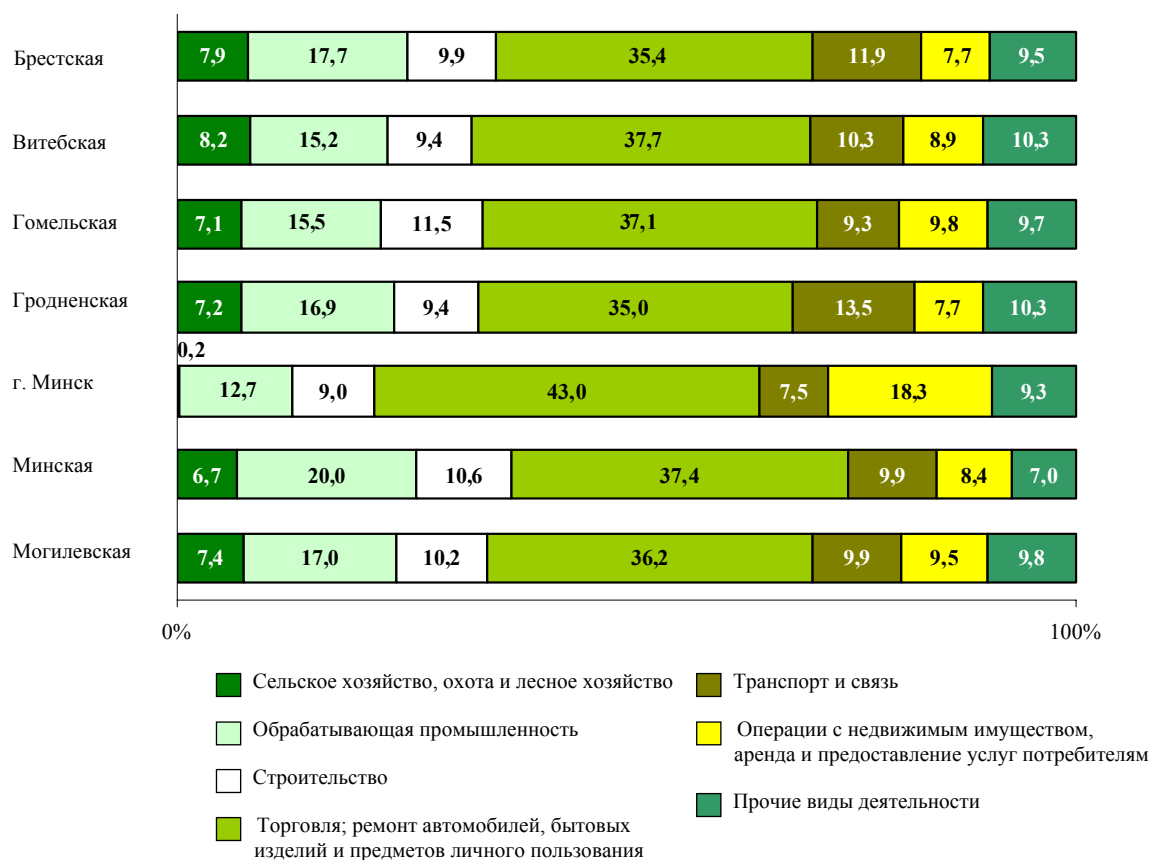 Брестская 7,9 17,7 9,9 35,4 11,9 7,7 9,5
Витебская 8,2 15,2 9,4 37,7 10,3 8,9 10,3
Гомельская 7,1 15,5 11,5 37,1 9,3 9,8 9,7
Гродненская 7,2 16,9 9,4 35,0 13,5 7,7 10,3
0,2
г. Минск 12,7 9,0 43,0 7,5 18,3 9,3
Минская 6,7 20,0 10,6 37,4 9,9 8,4 7,0
Могилевская 7,4 17,0 10,2 36,2 9,9 9,5 9,8
0% 100%
Сельское хозяйство, охота и лесное хозяйство
Обрабатывающая промышленность
Строительство
Торговля; ремонт автомобилей, бытовых
изделий и предметов личного пользования
Транспорт и связь
Операции с недвижимым имуществом,
аренда и предоставление услуг потребителям
Прочие виды деятельности